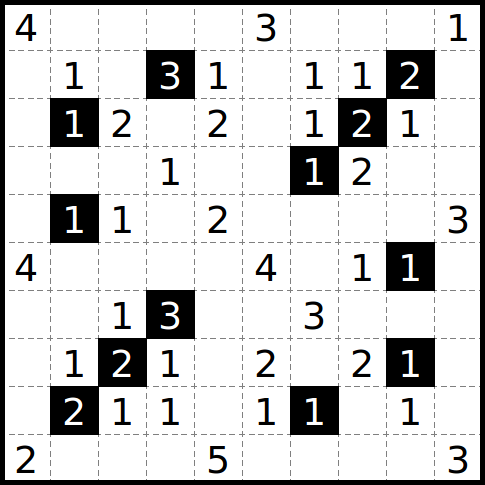 4 3 1
1 3 1 1 1 2
1 2 2 1 2 1
1 1 2
1 1 2 3
4 4 1 1
1 3 3
1 2 1 2 2 1
2 1 1 1 1 1
2 5 3